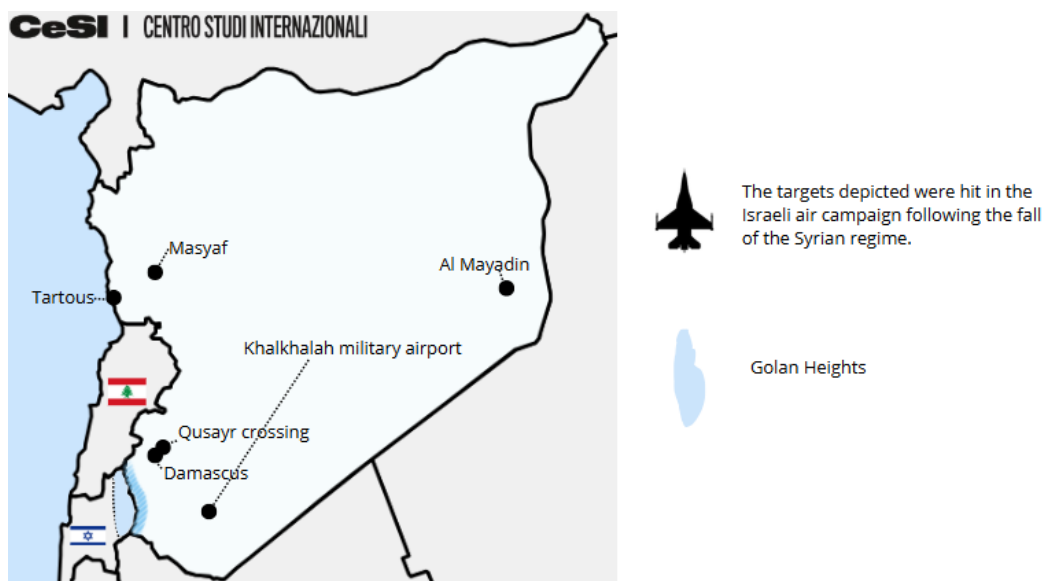 CeSI | CENTRO STUDI INTERNAZIONALI
Masyaf
Al Mayadin
Tartous
Khalkhalah military airport
Qusayr crossing
Damascus
The targets depicted were hit in the
Israeli air campaign following the fall
of the Syrian regime.
Golan Heights